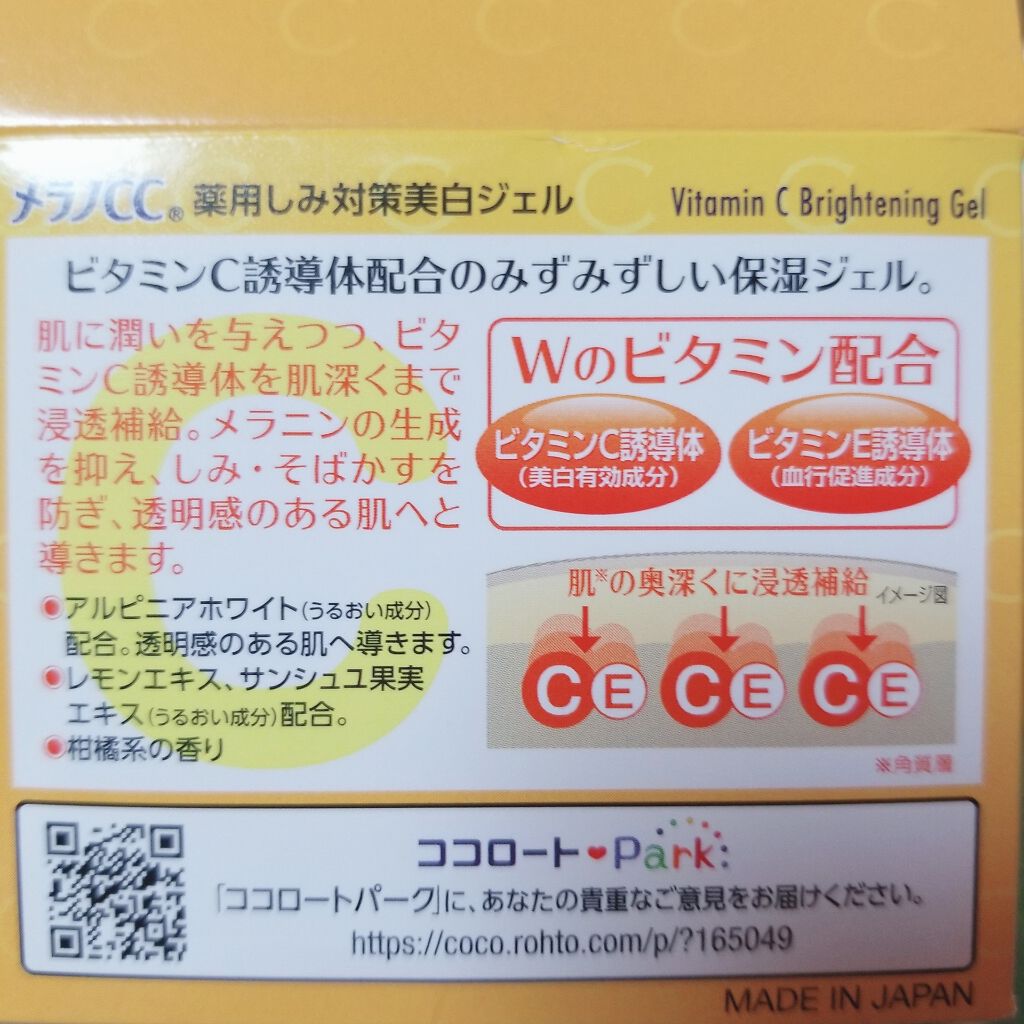 メラノCC® 薬用しみ対策美白ジェル Vitamin C Brightening Gel
ビタミンC誘導体配合のみずみずしい保湿ジェル。
肌に潤いを与えつつ、ビタ
ミンC誘導体を肌深くまで
浸透補給。メラニンの生成
を抑え、しみ・そばかすを
防ぎ、透明感のある肌へと
導きます。
●アルピニアホワイト(うるおい成分)
配合。透明感のある肌へ導きます。
●レモンエキス、サンシュユ果実
エキス(うるおい成分)配合。
●柑橘系の香り
Wのビタミン配合
ビタミンC誘導体
(美白有効成分)
ビタミンE誘導体
(血行促進成分)
肌※の奥深くに浸透補給
イメージ図
C E C E C E
※角質層
ココロート♥Park
「ココロートパーク」に、あなたの貴重なご意見をお届けください。
https://coco.rohto.com/p/?165049
MADE IN JAPAN